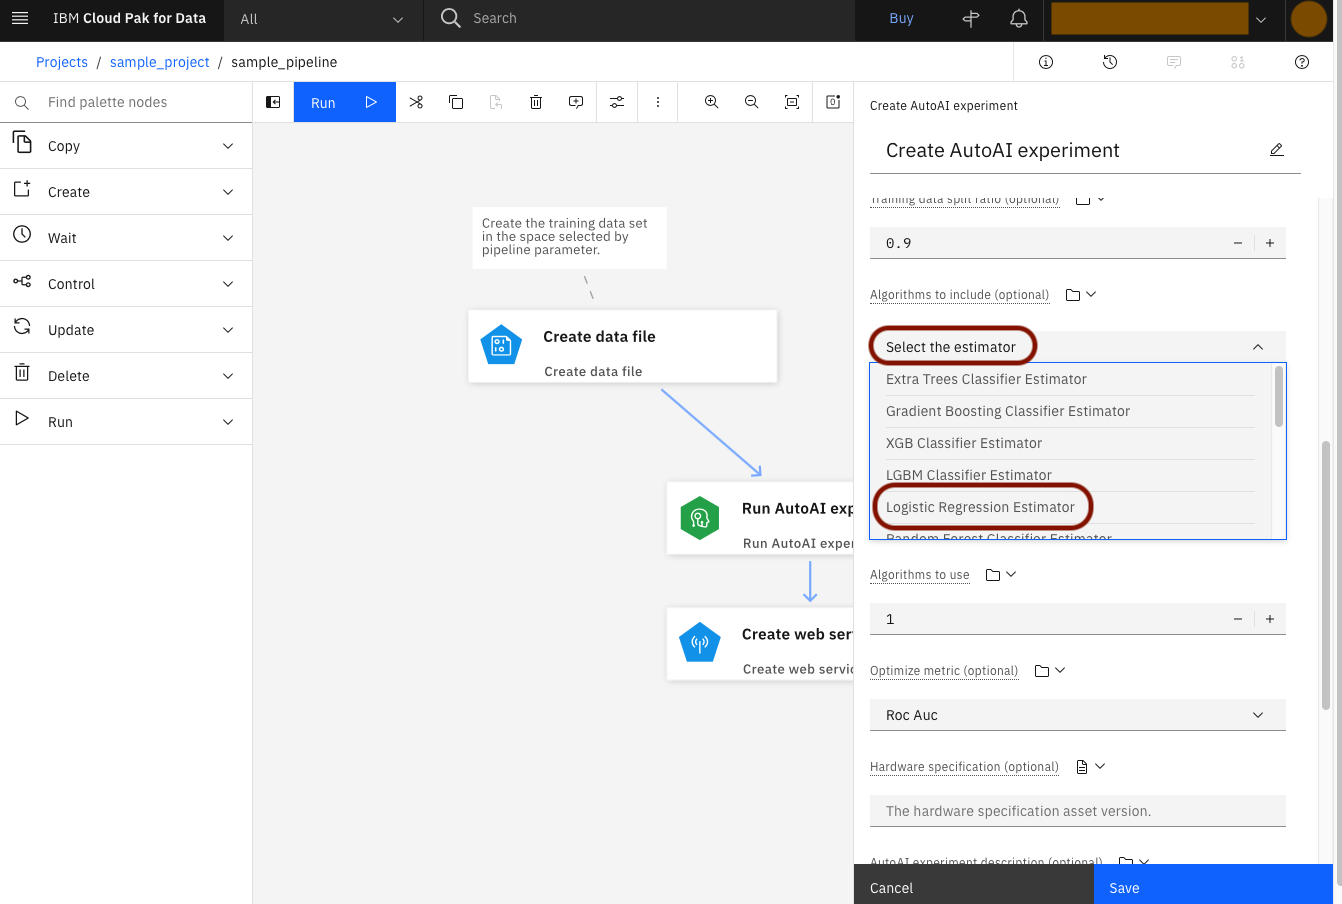 IBM Cloud Pak for Data
All
Search
Buy
Projects / sample_project / sample_pipeline
Find palette nodes
Run
Copy
Create
Wait
Control
Update
Delete
Run
Create the training data set
in the space selected by
pipeline parameter.
Create data file
Create data file
Run AutoAI exp
Run AutoAI exper
Create web ser
Create web servic
Create AutoAI experiment
Create AutoAI experiment
Training data split ratio (optional)
0.9
Algorithms to include (optional)
Select the estimator
Extra Trees Classifier Estimator
Gradient Boosting Classifier Estimator
XGB Classifier Estimator
LGBM Classifier Estimator
Logistic Regression Estimator
Random Forest Classifier Estimator
Algorithms to use
1
Optimize metric (optional)
Roc Auc
Hardware specification (optional)
The hardware specification asset version.
AutoAI experiment description (optional)
Cancel
Save